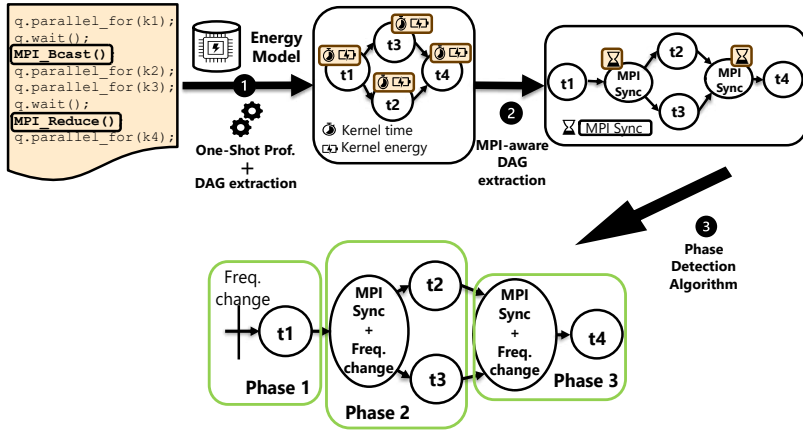 q.parallel_for(k1);
q.wait();
MPI_Bcast()
q.parallel_for(k2);
q.parallel_for(k3);
q.wait();
MPI_Reduce()
q.parallel_for(k4);
Energy
Model
1
One-Shot Prof.
+
DAG extraction
t1
t3
t2
t4
Kernel time
Kernel energy
2
MPI-aware
DAG
extraction
t1
MPI
Sync
t2
t3
MPI
Sync
t4
MPI Sync
3
Phase
Detection
Algorithm
Freq.
change
t1
Phase 1
MPI
Sync
+
Freq.
change
t2
t3
Phase 2
MPI
Sync
+
Freq.
change
t4
Phase 3